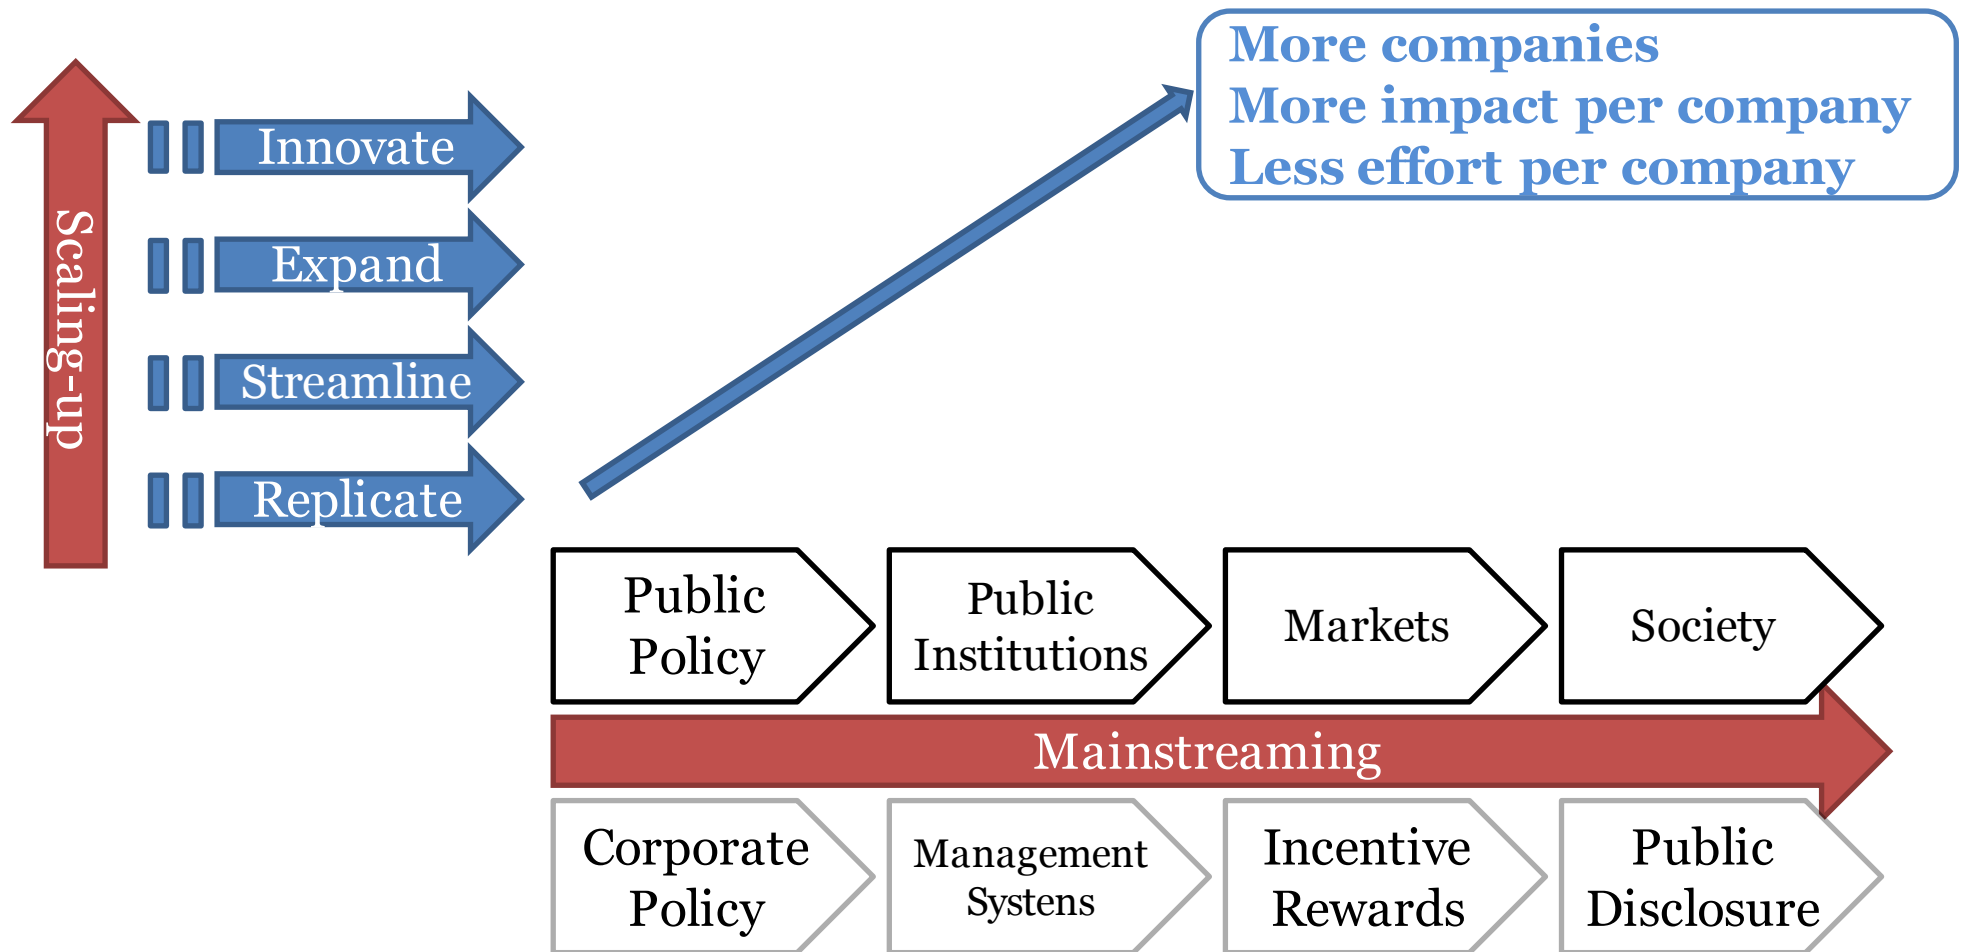 More companies
More impact per company
Less effort per company
Scaling-up
Innovate
Expand
Streamline
Replicate
Public
Policy
Public
Institutions
Markets
Society
Mainstreaming
Corporate
Policy
Management
Systens
Incentive
Rewards
Public
Disclosure